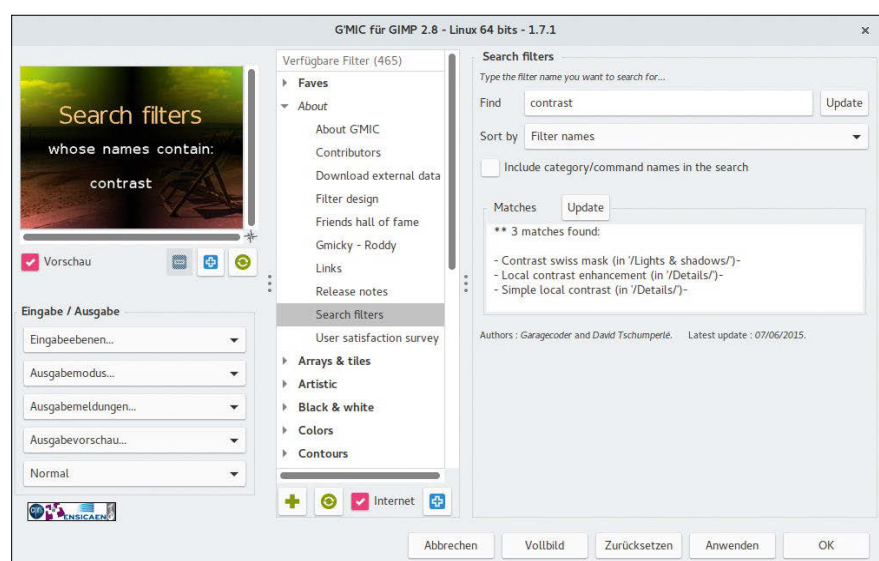 G'MIC für GIMP 2.8 - Linux 64 bits - 1.7.1
Search filters
whose names contain:
contrast
Vorschau
Eingabe / Ausgabe
Eingabeebenen...
Ausgabemodus...
Ausgabemeldungen...
Ausgabevorschau...
Normal
ENSICAEN
Verfügbare Filter (465)
Faves
About
About G'MIC
Contributors
Download external data
Filter design
Friends hall of fame
Gmicky - Roddy
Links
Release notes
Search filters
User satisfaction survey
Arrays & tiles
Artistic
Black & white
Colors
Contours
Internet
Search filters
Type the filter name you want to search for...
Find contrast Update
Sort by Filter names
Include category/command names in the search
Matches Update
** 3 matches found:
- Contrast swiss mask (in '/Lights & shadows/')-
- Local contrast enhancement (in '/Details/')-
- Simple local contrast (in '/Details/')-
Authors : Garagecoder and David Tschumperlé. Latest update : 07/06/2015.
Abbrechen Vollbild Zurücksetzen Anwenden OK